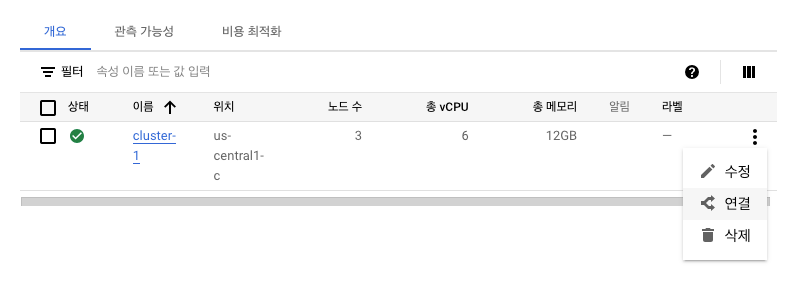 개요 관측 가능성 비용 최적화
필터 속성 이름 또는 값 입력
상태 이름 위치 노드 수 총 vCPU 총 메모리 알림 라벨
cluster- us- 3 6 12GB –
1 central1-
c
수정
연결
삭제